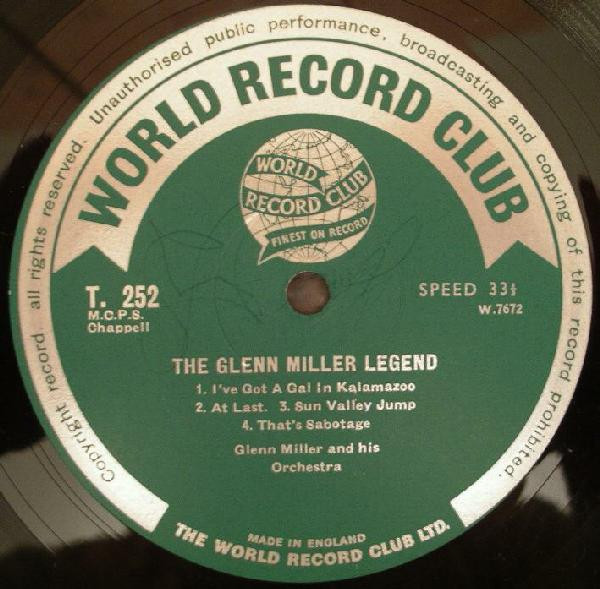 Copyright record. all rights reserved. Unauthorised public performance, broadcasting and copying of this record prohibited.
WORLD RECORD CLUB
WORLD
RECORD CLUB
FINEST ON RECORD
T. 252
M.C.P.S.
Chappell
SPEED 33⅓
W.7672
THE GLENN MILLER LEGEND
1. I've Got A Gal In Kalamazoo
2. At Last. 3. Sun Valley Jump
4. That's Sabotage
Glenn Miller and his
Orchestra
MADE IN ENGLAND
THE WORLD RECORD CLUB LTD.